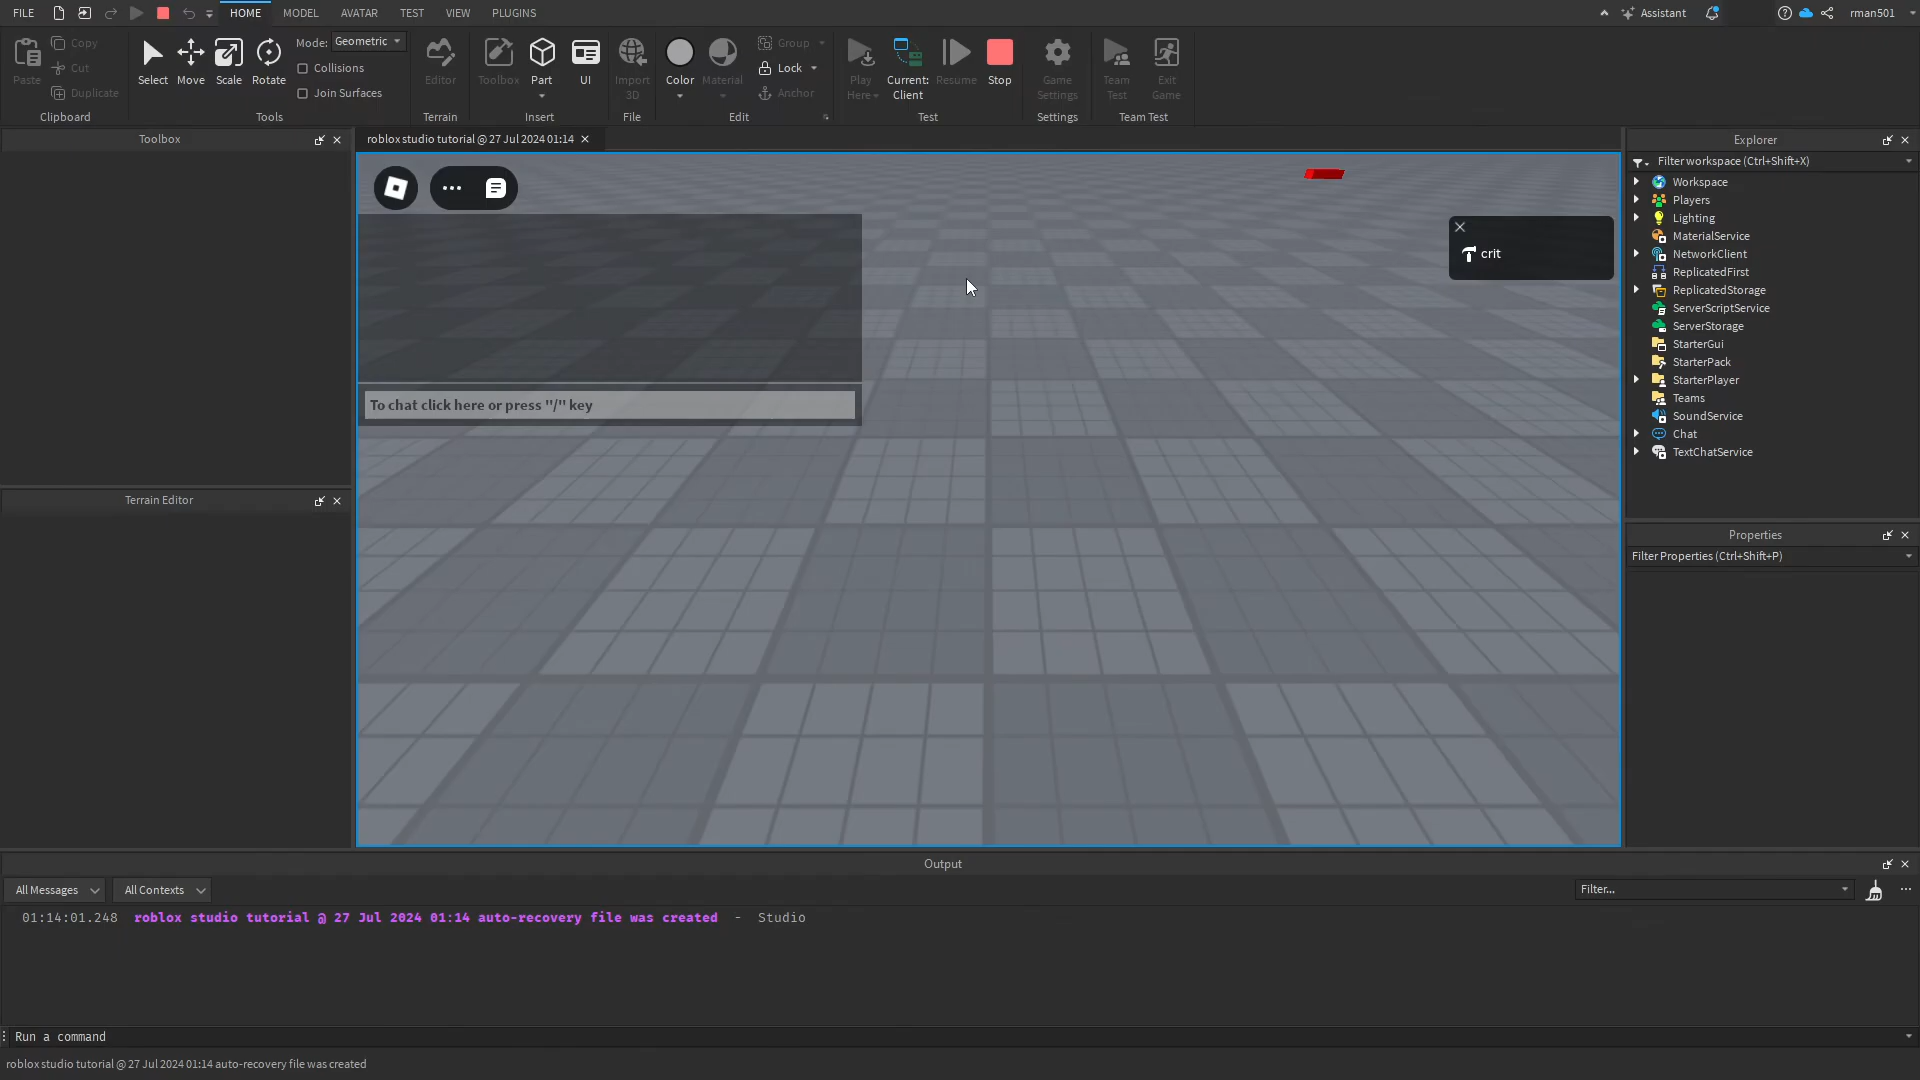 FILE
HOME
MODEL
AVATAR
TEST
VIEW
PLUGINS
Assistant
rman501
Paste
Copy
Cut
Duplicate
Clipboard
Select
Move
Scale
Rotate
Mode: Geometric
Collisions
Join Surfaces
Tools
Editor
Terrain
Toolbox
Part
UI
Insert
Import
3D
File
Color
Material
Group
Lock
Anchor
Edit
Play
Here
Current:
Client
Resume
Stop
Test
Game
Settings
Settings
Team
Test
Exit
Game
Team Test
Toolbox
roblox studio tutorial @ 27 Jul 2024 01:14
Explorer
Filter workspace (Ctrl+Shift+X)
Workspace
Players
Lighting
MaterialService
NetworkClient
ReplicatedFirst
ReplicatedStorage
ServerScriptService
ServerStorage
StarterGui
StarterPack
StarterPlayer
Teams
SoundService
Chat
TextChatService
crit
To chat click here or press "/" key
Terrain Editor
Properties
Filter Properties (Ctrl+Shift+P)
Output
All Messages
All Contexts
Filter...
01:14:01.248 roblox studio tutorial @ 27 Jul 2024 01:14 auto-recovery file was created - Studio
Run a command
roblox studio tutorial @ 27 Jul 2024 01:14 auto-recovery file was created